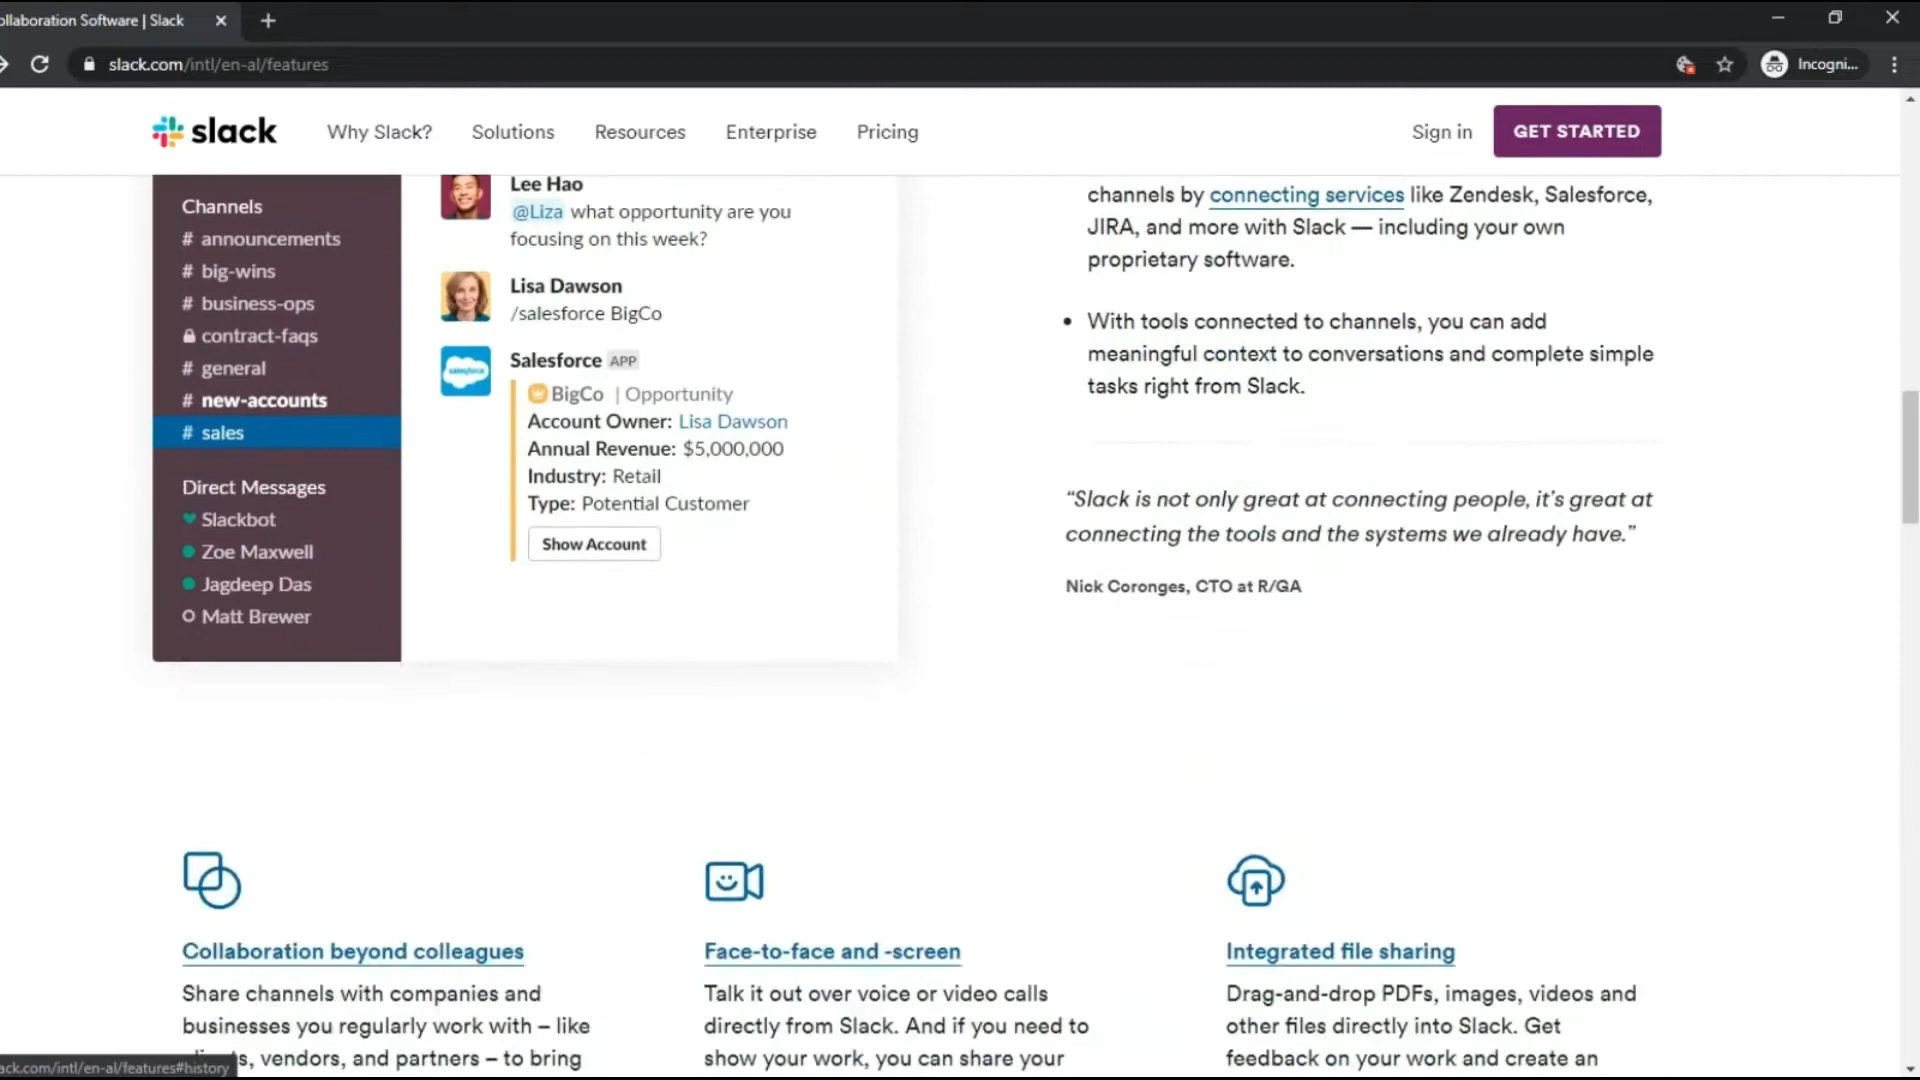 ollaboration Software | Slack
slack.com/intl/en-al/features
Incogni...
slack
Why Slack?
Solutions
Resources
Enterprise
Pricing
Sign in
GET STARTED
Channels
# announcements
# big-wins
# business-ops
contract-faqs
# general
# new-accounts
# sales
Direct Messages
Slackbot
Zoe Maxwell
Jagdeep Das
Matt Brewer
Lee Hao
@Liza what opportunity are you
focusing on this week?
Lisa Dawson
/salesforce BigCo
salesforce
Salesforce APP
BigCo | Opportunity
Account Owner: Lisa Dawson
Annual Revenue: $5,000,000
Industry: Retail
Type: Potential Customer
Show Account
channels by connecting services like Zendesk, Salesforce,
JIRA, and more with Slack — including your own
proprietary software.
• With tools connected to channels, you can add
meaningful context to conversations and complete simple
tasks right from Slack.
“Slack is not only great at connecting people, it’s great at
connecting the tools and the systems we already have.”
Nick Coronges, CTO at R/GA
Collaboration beyond colleagues
Share channels with companies and
businesses you regularly work with – like
clients, vendors, and partners – to bring
Face-to-face and -screen
Talk it out over voice or video calls
directly from Slack. And if you need to
show your work, you can share your
Integrated file sharing
Drag-and-drop PDFs, images, videos and
other files directly into Slack. Get
feedback on your work and create an
ack.com/intl/en-al/features#history